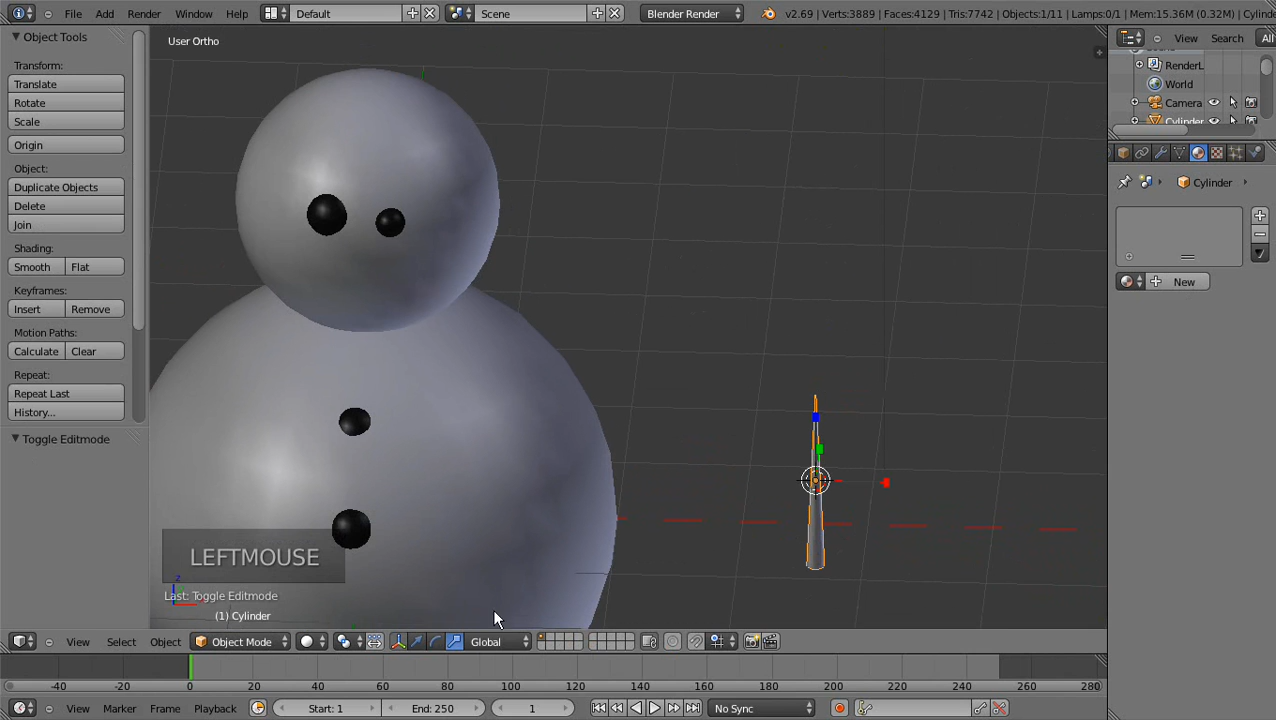 File Render Window Help Default Scene Blender Render v2.69 | Verts:3889 | Faces:4129 | Tris:7742 | Objects:1/11 | Lamps:0/1 | Mem:15.36M (0.32M) | Cylinder
Object Tools
Transform:
Translate
Rotate
Scale
Origin
Object:
Duplicate Objects
Delete
Join
Shading:
Smooth Flat
Keyframes:
Insert Remove
Motion Paths:
Calculate Clear
Repeat:
Repeat Last
History...
Toggle Editmode
User Ortho
LEFTMOUSE
z
Last: Toggle Editmode
(1) Cylinder
View Search All
RenderL
World
Camera
Cylinder
Cylinder
New
View Select Object Object Mode Global
-40 -20 0 20 40 60 80 100 120 140 160 180 200 220 240 260 280
View Marker Frame Playback Start: 1 End: 250 1 No Sync